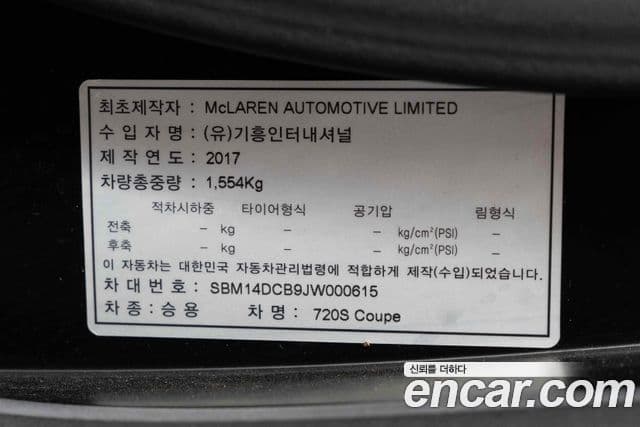 최초제작자 : McLAREN AUTOMOTIVE LIMITED
수 입 자 명 : (유)기흥인터내셔널
제 작 연 도 : 2017
차량총중량 : 1,554Kg
적차시하중 타이어형식 공기압 림형식
전축 – kg – – kg/cm²(PSI) –
후축 – kg – – kg/cm²(PSI) –
이 자동차는 대한민국 자동차관리법령에 적합하게 제작(수입)되었습니다.
차 대 번 호 : SBM14DCB9JW000615
차 종 : 승 용 차 명 : 720S Coupe
신뢰를 더하다
encar.com